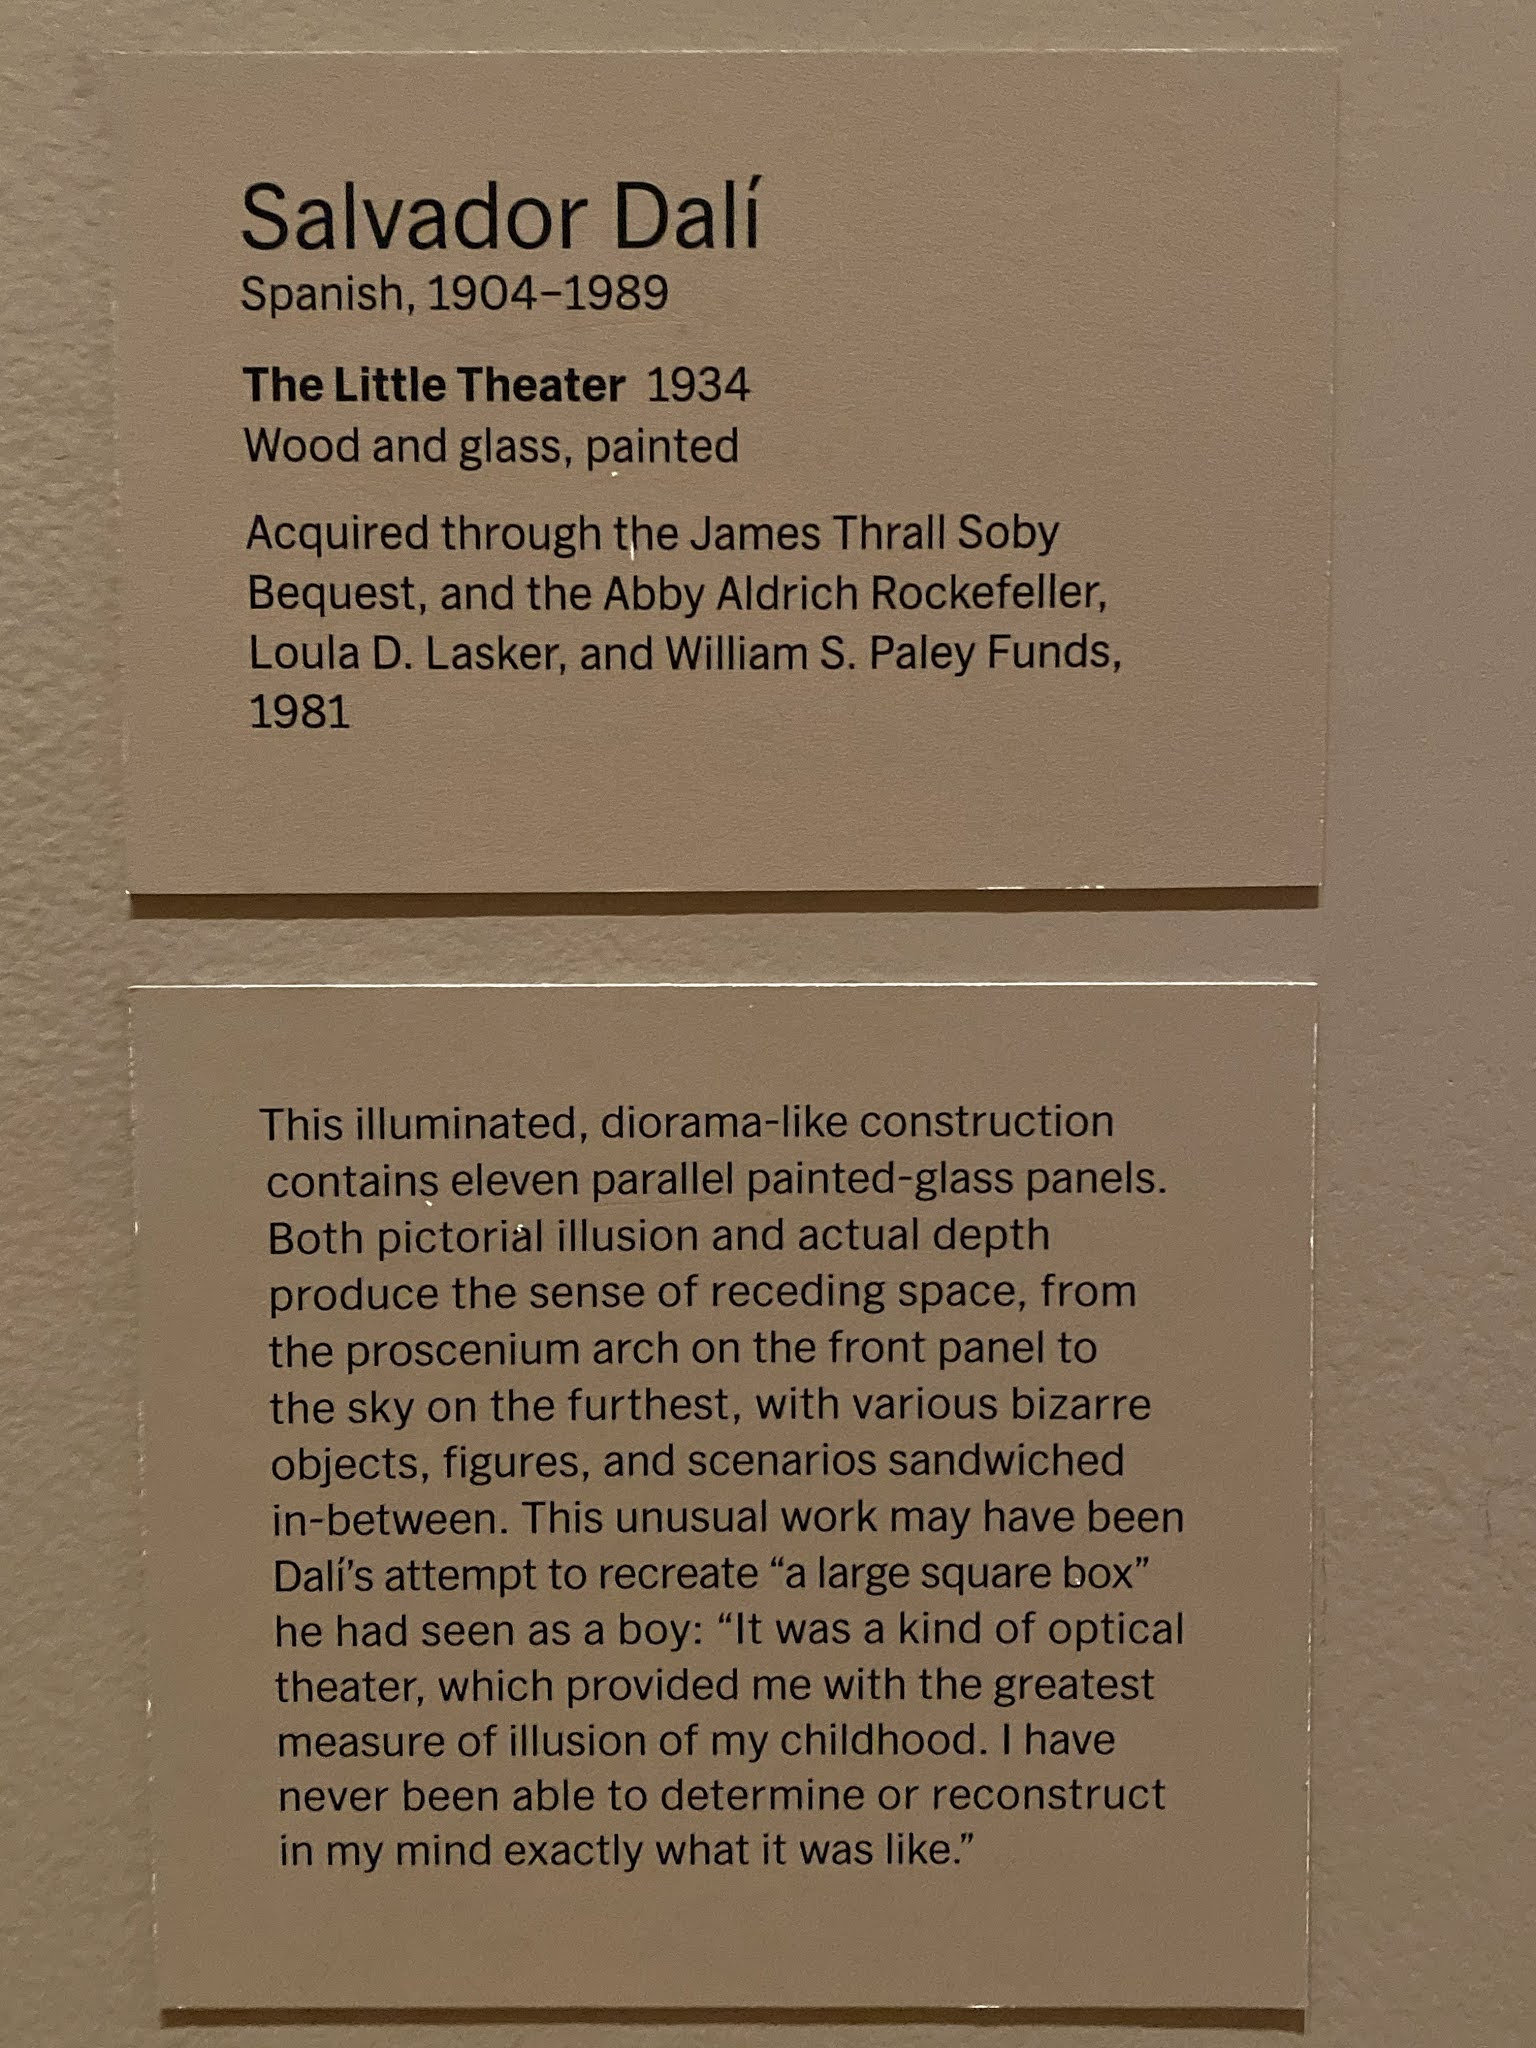 Salvador Dalí
Spanish, 1904–1989
The Little Theater 1934
Wood and glass, painted
Acquired through the James Thrall Soby
Bequest, and the Abby Aldrich Rockefeller,
Loula D. Lasker, and William S. Paley Funds,
1981
This illuminated, diorama-like construction
contains eleven parallel painted-glass panels.
Both pictorial illusion and actual depth
produce the sense of receding space, from
the proscenium arch on the front panel to
the sky on the furthest, with various bizarre
objects, figures, and scenarios sandwiched
in-between. This unusual work may have been
Dalí’s attempt to recreate “a large square box”
he had seen as a boy: “It was a kind of optical
theater, which provided me with the greatest
measure of illusion of my childhood. I have
never been able to determine or reconstruct
in my mind exactly what it was like.”